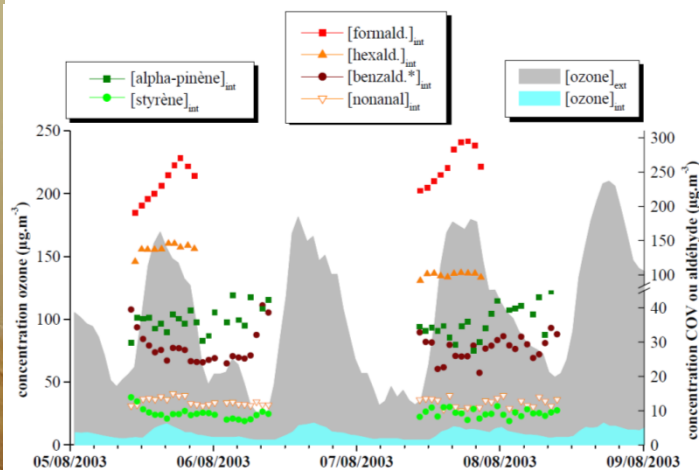 [formald.]int
[hexald.]int
[benzald.*]int
[nonanal]int
[alpha-pinène]int
[styrène]int
[ozone]ext
[ozone]int
concentration ozone (µg.m-3)
250
200
150
100
50
0
300
250
200
150
100
40
30
20
10
0
concentration COV ou aldéhyde (µg.m-3)
05/08/2003 06/08/2003 07/08/2003 08/08/2003 09/08/2003